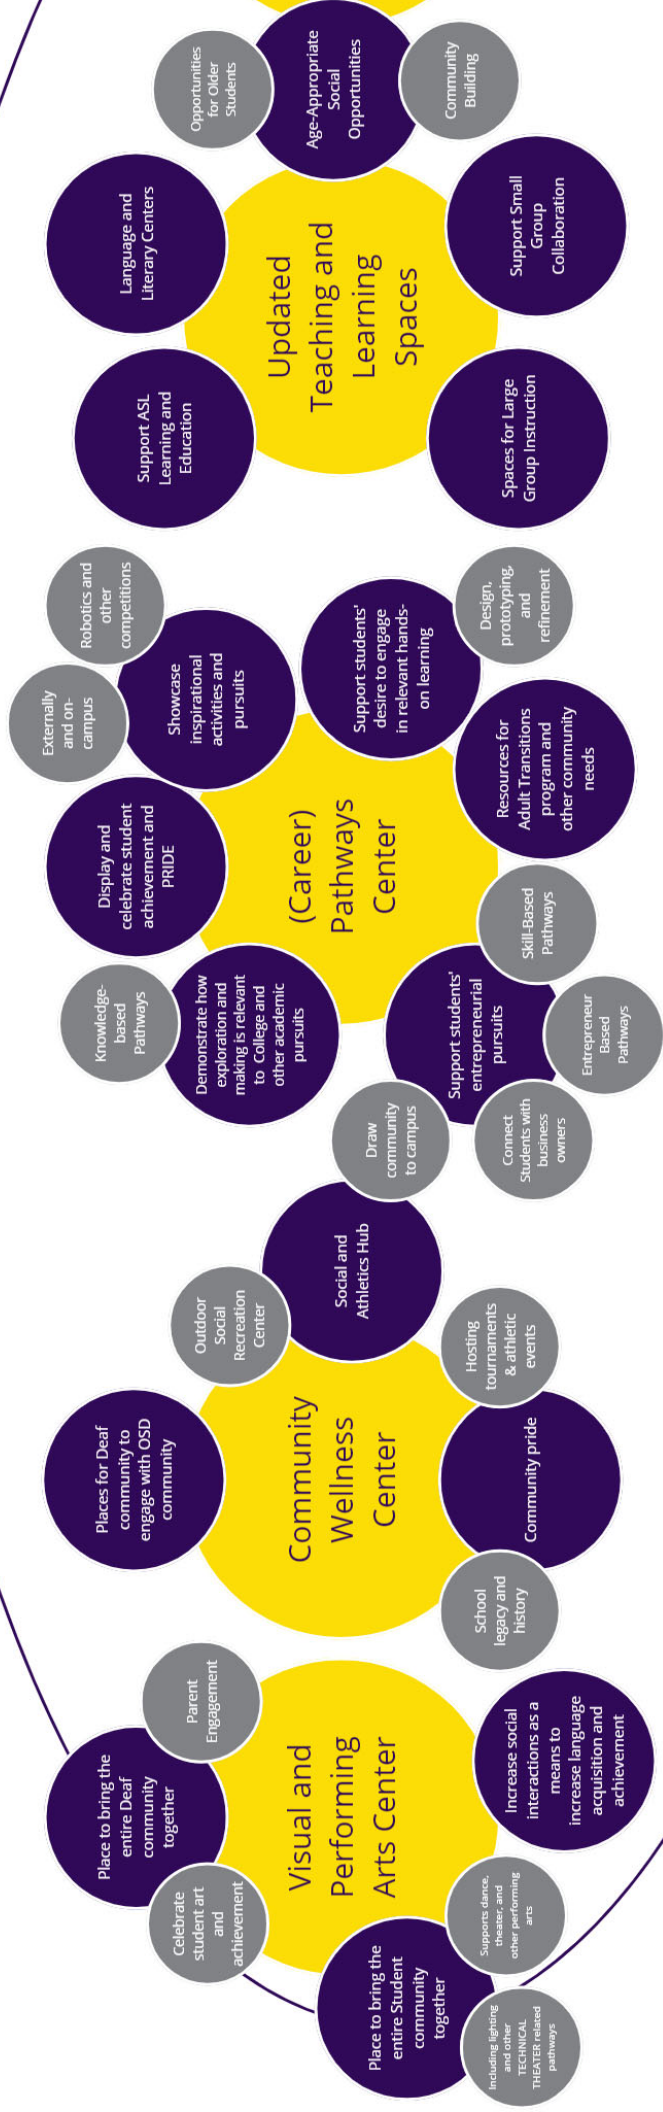 Visual and
Performing
Arts Center
Place to bring the
entire Deaf
community
together
Parent
Engagement
Celebrate
student art
and
achievement
Place to bring the
entire Student
community
together
Supports dance,
theater, and
other performing
arts
Including lighting
and other
TECHNICAL
THEATER related
pathways
Increase social
interactions as a
means to
increase language
acquisition and
achievement
Community
Wellness
Center
Places for Deaf
community to
engage with OSD
community
Outdoor
Social
Recreation
Center
Social and
Athletics Hub
Draw
community
to campus
Hosting
tournaments
& athletic
events
Community pride
School
legacy and
history
(Career)
Pathways
Center
Demonstrate how
exploration and
making is relevant
to College and
other academic
pursuits
Knowledge-
based
Pathways
Display and
celebrate student
achievement and
PRIDE
Externally
and on-
campus
Showcase
inspirational
activities and
pursuits
Robotics and
other
competitions
Support students'
desire to engage
in relevant hands-
on learning
Design,
prototyping,
and
refinement
Resources for
Adult Transitions
program and
other community
needs
Support students'
entrepreneurial
pursuits
Skill-Based
Pathways
Entrepreneur
Based
Pathways
Connect
Students with
business
owners
Updated
Teaching and
Learning
Spaces
Support ASL
Learning and
Education
Language and
Literary Centers
Age-Appropriate
Social
Opportunities
Opportunities
for Older
Students
Community
Building
Support Small
Group
Collaboration
Spaces for Large
Group Instruction